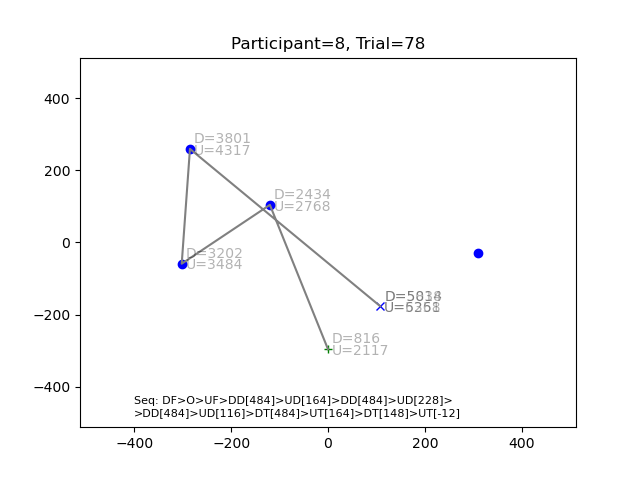 Participant=8, Trial=78
400
200
0
−200
−400
D=3801
U=4317
D=2434
U=2768
D=3202
U=3484
D=816
U=2117
Seq: DF>O>UF>DD[484]>UD[164]>DD[484]>UD[228]>
>DD[484]>UD[116]>DT[484]>UT[164]>DT[148]>UT[-12]
−400
−200
0
200
400